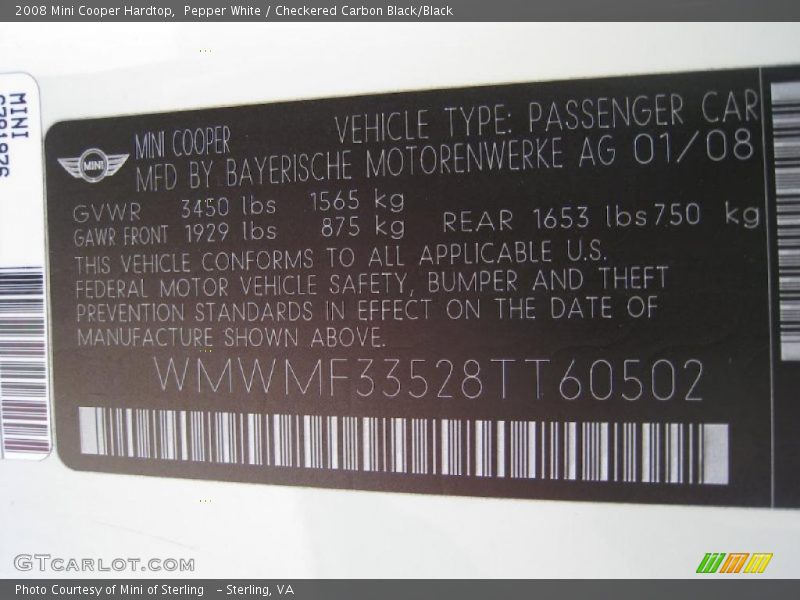 2008 Mini Cooper Hardtop,  Pepper White / Checkered Carbon Black/Black
MINI
MINI
MINI COOPER VEHICLE TYPE: PASSENGER CAR
MFD BY BAYERISCHE MOTORENWERKE AG 01/08
GVWR 3450 lbs 1565 kg
GAWR FRONT 1929 lbs 875 kg REAR 1653 lbs 750 kg
THIS VEHICLE CONFORMS TO ALL APPLICABLE U.S.
FEDERAL MOTOR VEHICLE SAFETY, BUMPER AND THEFT
PREVENTION STANDARDS IN EFFECT ON THE DATE OF
MANUFACTURE SHOWN ABOVE.
WMWMF33528TT60502
GTCARLOT.COM
Photo Courtesy of Mini of Sterling   - Sterling, VA